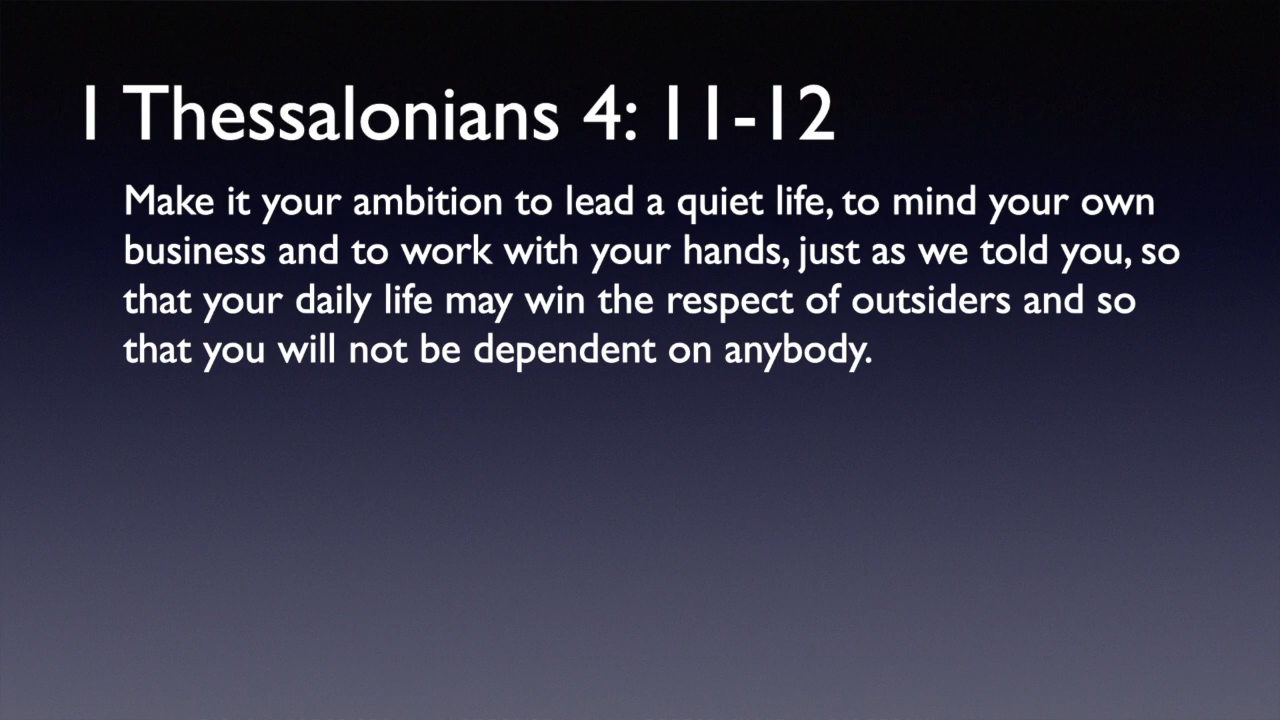 1 Thessalonians 4: 11-12
Make it your ambition to lead a quiet life, to mind your own
business and to work with your hands, just as we told you, so
that your daily life may win the respect of outsiders and so
that you will not be dependent on anybody.